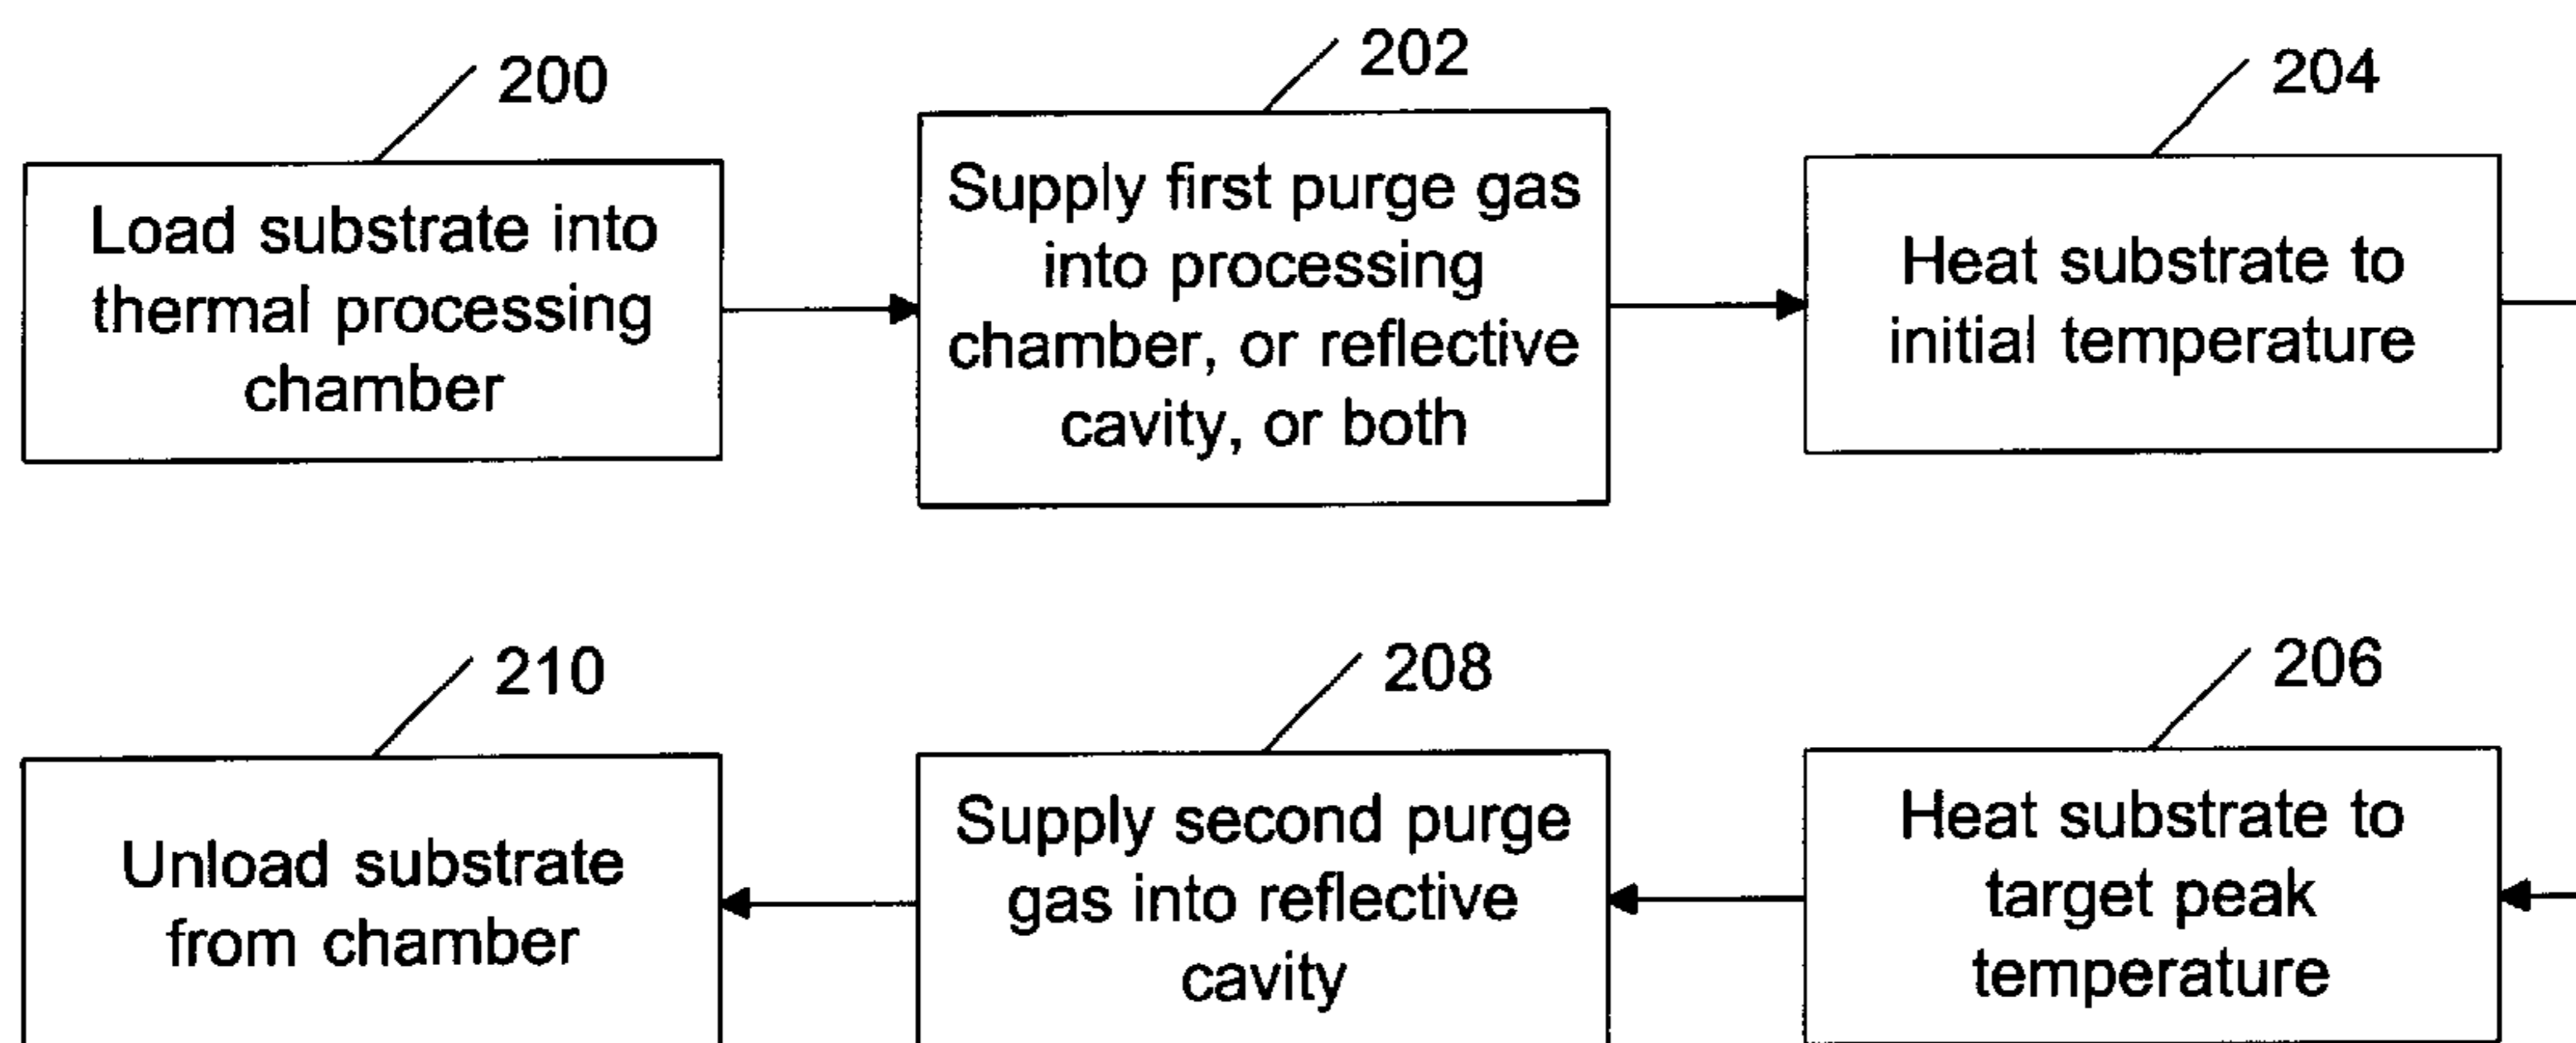 200
Load substrate into
thermal processing
chamber
202
Supply first purge gas
into processing
chamber, or reflective
cavity, or both
204
Heat substrate to
initial temperature
206
Heat substrate to
target peak
temperature
208
Supply second purge
gas into reflective
cavity
210
Unload substrate
from chamber